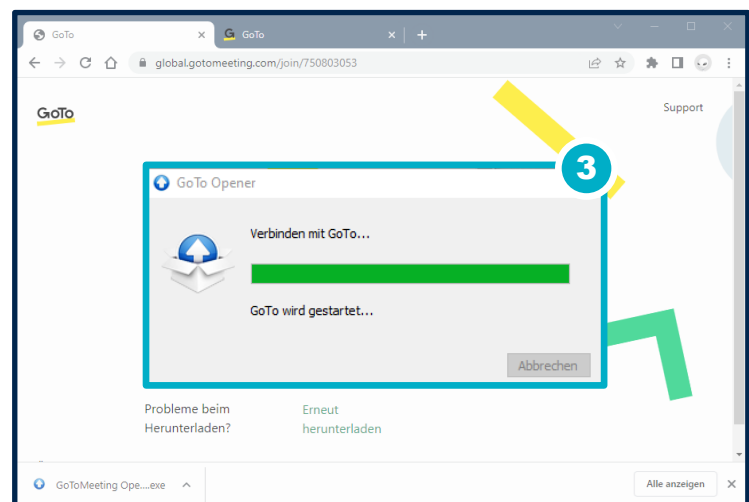 GoTo
GoTo
global.gotomeeting.com/join/750803053
GoTo
Support
3
GoTo Opener
Verbinden mit GoTo...
GoTo wird gestartet...
Abbrechen
Probleme beim
Herunterladen?
Erneut
herunterladen
GoToMeeting Ope....exe
Alle anzeigen